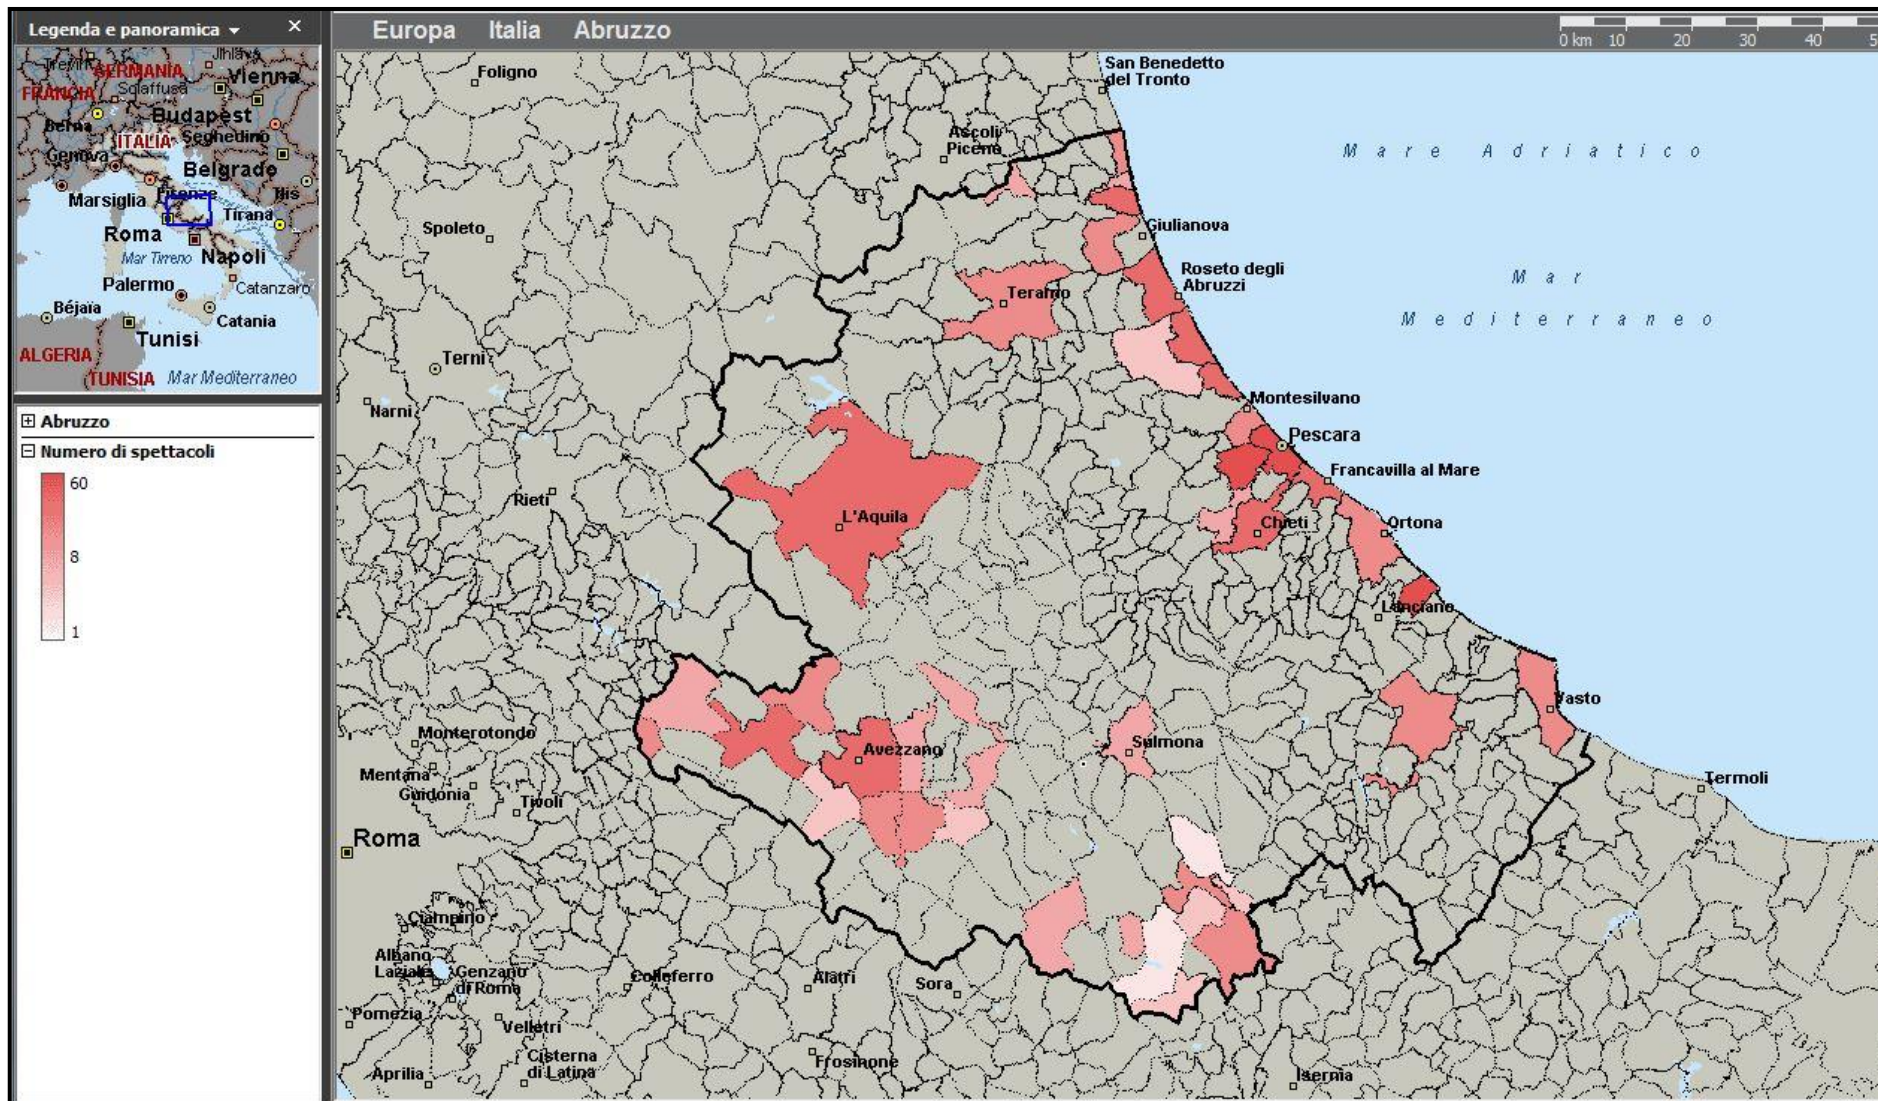 Legenda e panoramica
Europa Italia Abruzzo
0 km 10 20 30 40
Jihlava
GERMANIA
Vienna
FRANCIA
Sciaffusa
Budapest
Berna
ITALIA
Seghedino
Genova
Belgrado
Marsiglia
Firenze
Nis
Tirana
Roma
Mar Tirreno
Napoli
Palermo
Catanzaro
Béjaïa
Catania
Tunisi
ALGERIA
TUNISIA
Mar Mediterraneo
Abruzzo
Numero di spettacoli
60
8
1
San Benedetto
del Tronto
Foligno
Ascoli
Piceno
Mare Adriatico
Spoleto
Giulianova
Roseto degli
Abruzzi
Mar
Mediterraneo
Teramo
Terni
Narni
Montesilvano
Pescara
Francavilla al Mare
Rieti
L'Aquila
Chieti
Ortona
Lanciano
Vasto
Monterotondo
Avezzano
Sulmona
Mentana
Guidonia
Tivoli
Termoli
Roma
Ciampino
Albano
Laziale
Genzano
di Roma
Colleferro
Alatri
Sora
Pomezia
Velletri
Cisterna
di Latina
Frosinone
Aprilia
Isernia